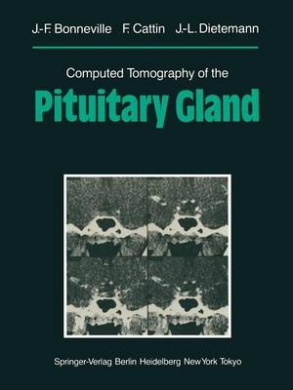 J.-F. Bonneville F. Cattin J.-L. Dietemann
Computed Tomography of the
Pituitary Gland
Springer-Verlag Berlin Heidelberg New York Tokyo